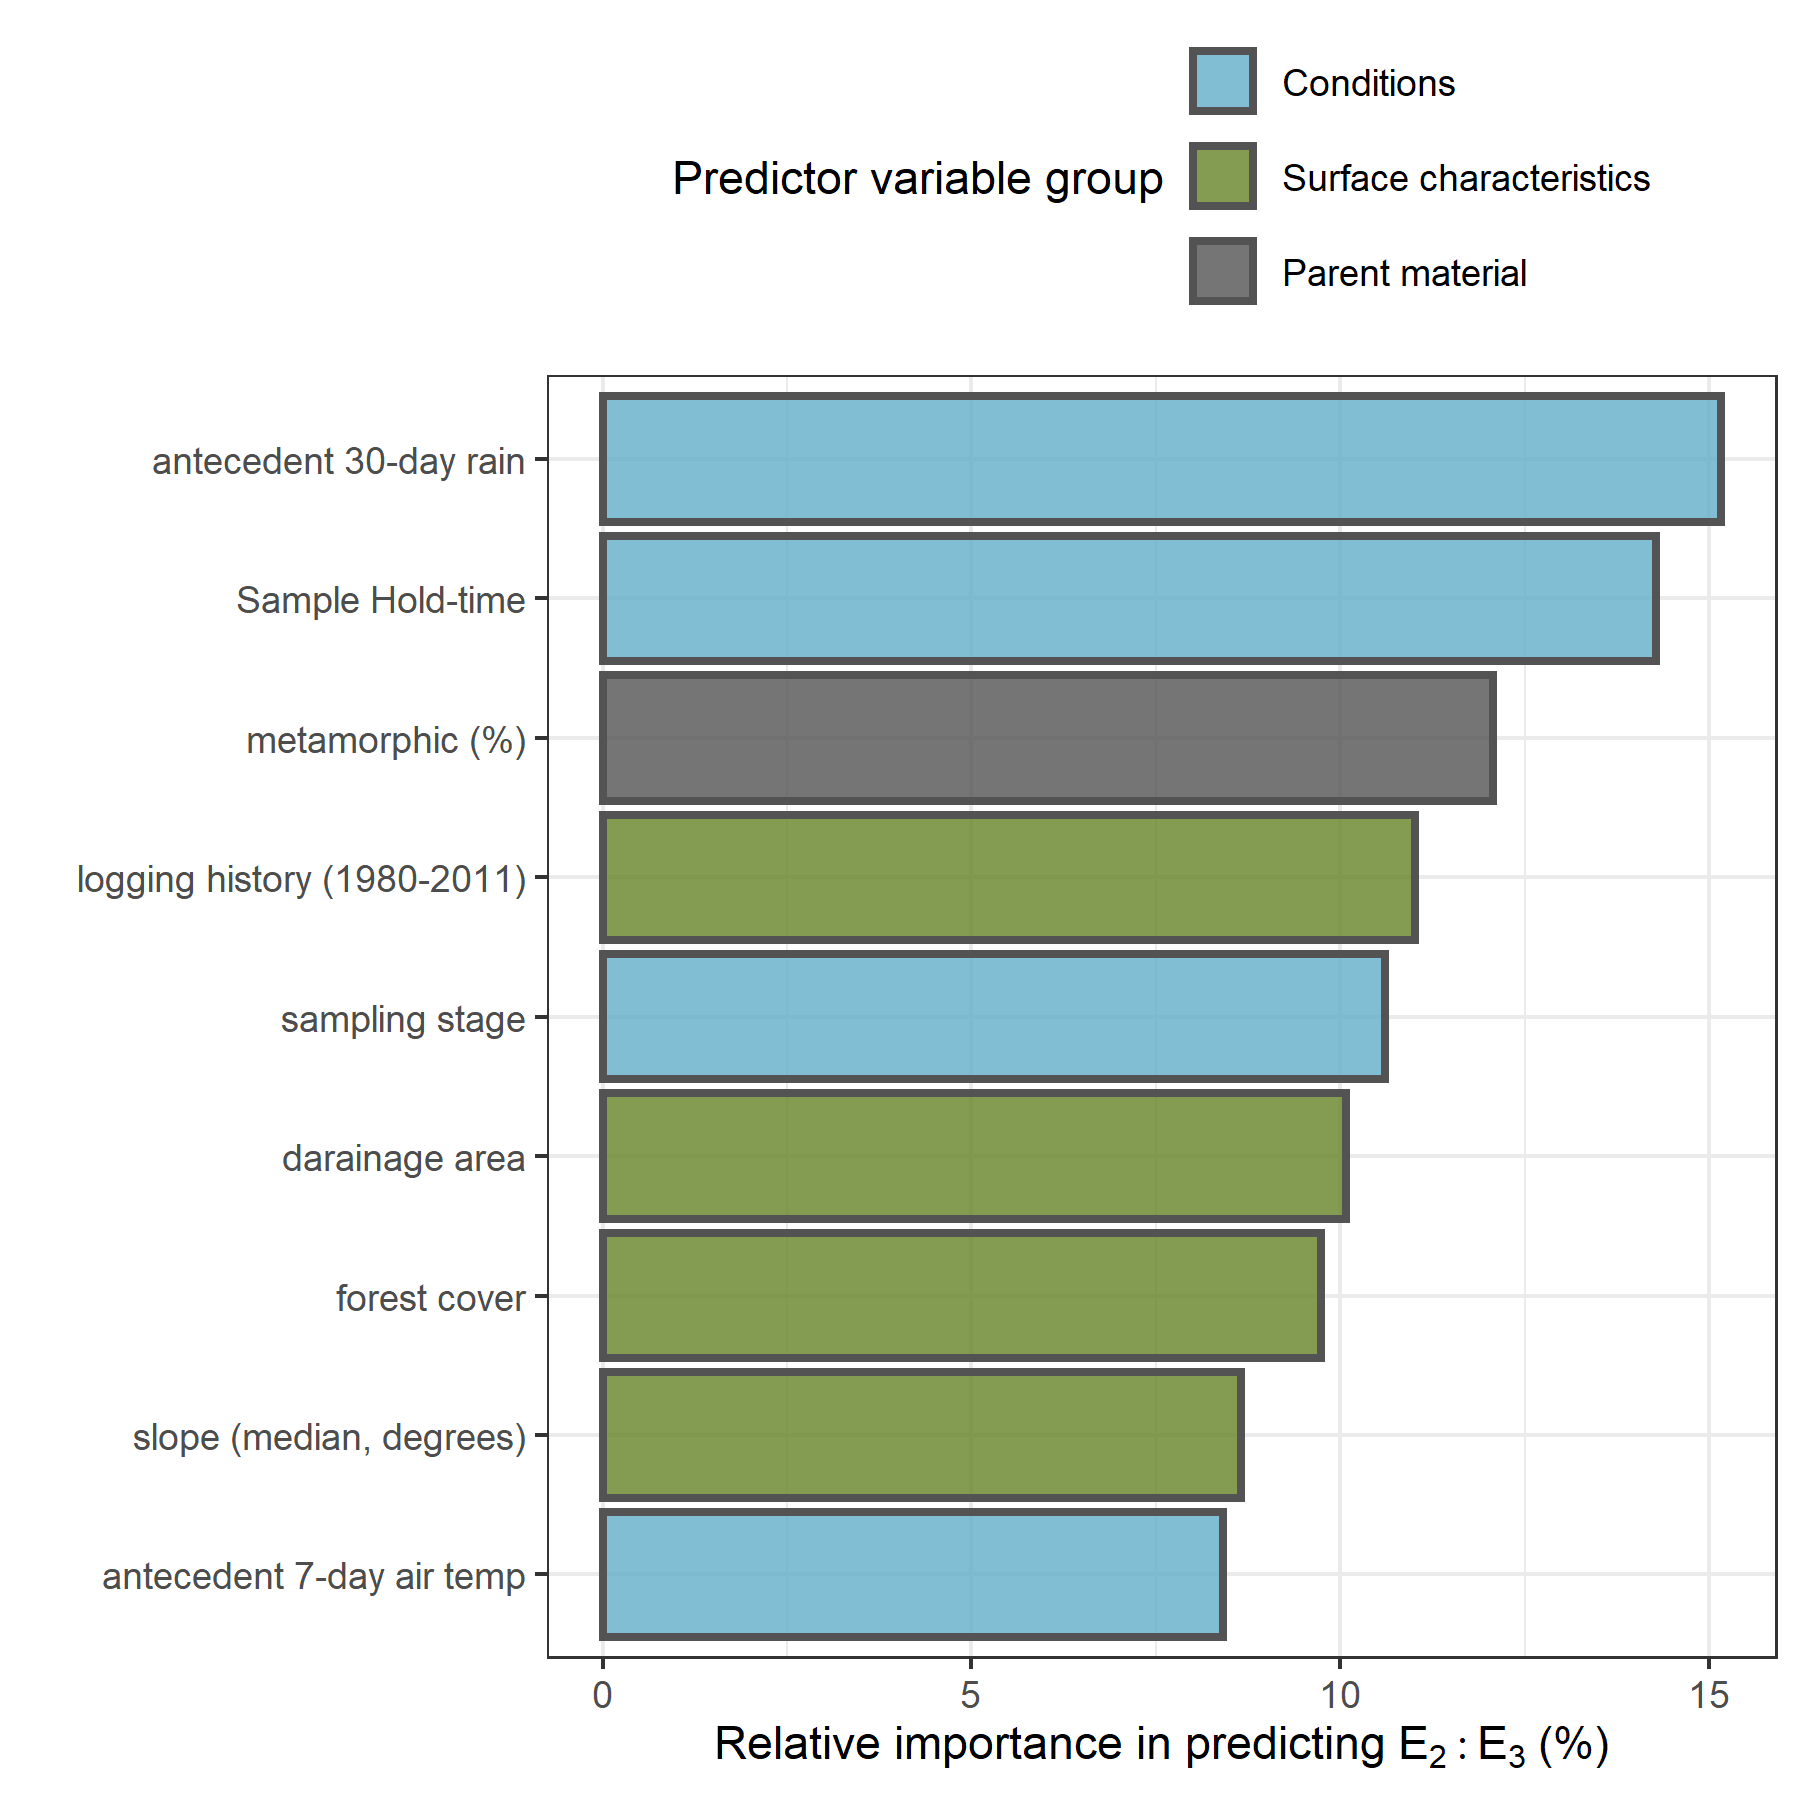 Conditions
Predictor variable group
Surface characteristics
Parent material
antecedent 30-day rain
Sample Hold-time
metamorphic (%)
logging history (1980-2011)
sampling stage
darainage area
forest cover
slope (median, degrees)
antecedent 7-day air temp
0 5 10 15
Relative importance in predicting E₂ : E₃ (%)